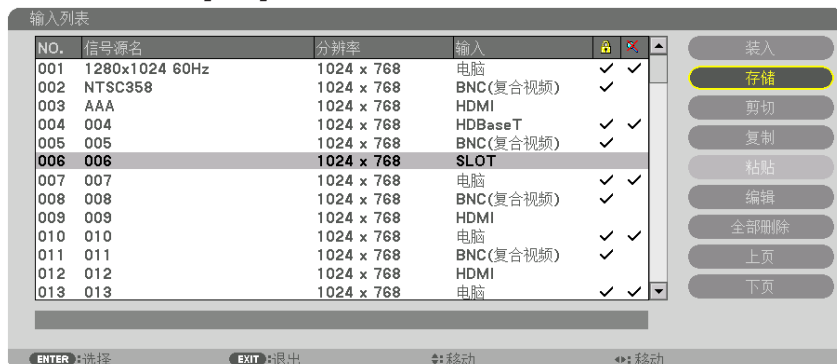 输入列表
NO. 信号源名 分辨率 输入
001 1280x1024 60Hz 1024 x 768 电脑 ✓ ✓
002 NTSC358 1024 x 768 BNC(复合视频) ✓
003 AAA 1024 x 768 HDMI
004 004 1024 x 768 HDBaseT ✓ ✓
005 005 1024 x 768 BNC(复合视频) ✓
006 006 1024 x 768 SLOT
007 007 1024 x 768 电脑 ✓ ✓
008 008 1024 x 768 BNC(复合视频) ✓
009 009 1024 x 768 HDMI
010 010 1024 x 768 电脑 ✓ ✓
011 011 1024 x 768 BNC(复合视频) ✓
012 012 1024 x 768 HDMI
013 013 1024 x 768 电脑 ✓ ✓
装入
存储
剪切
复制
粘贴
编辑
全部删除
上页
下页
ENTER:选择 EXIT:退出 :移动 :移动